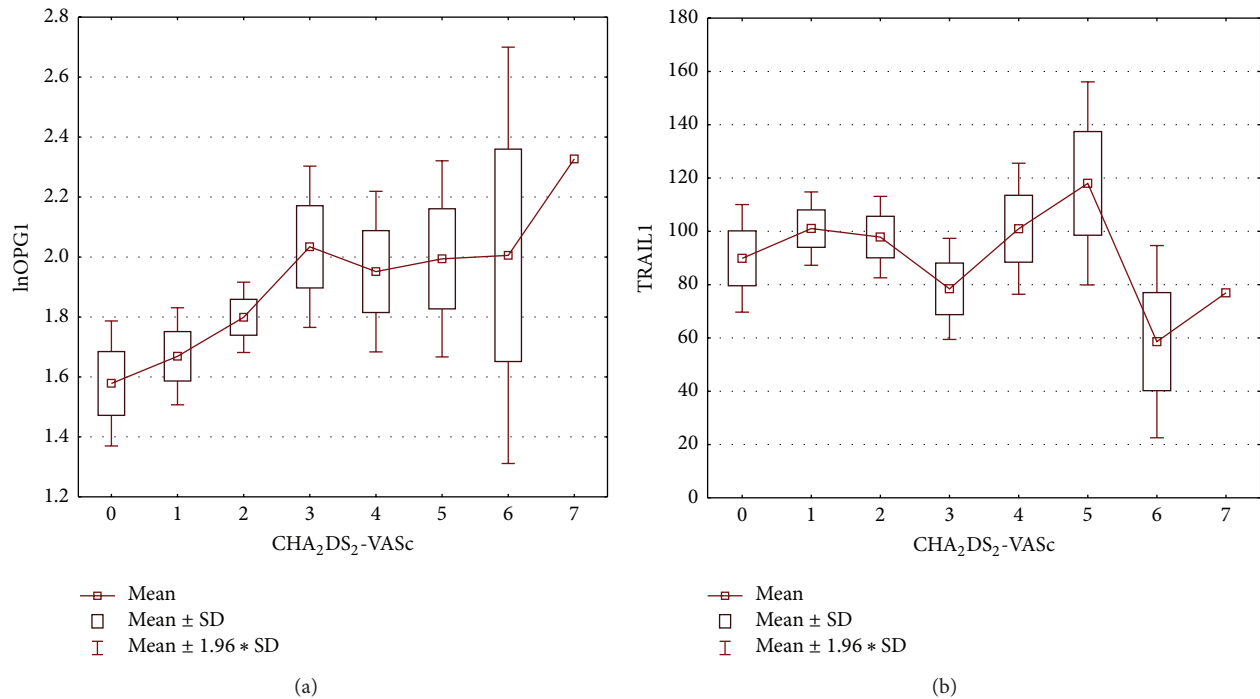 2.8
2.6
2.4
2.2
2.0
1.8
1.6
1.4
1.2
lnOPG1
0 1 2 3 4 5 6 7
CHA₂DS₂-VASc
Mean
Mean ± SD
Mean ± 1.96 * SD
(a)
180
160
140
120
100
80
60
40
20
0
TRAIL1
0 1 2 3 4 5 6 7
CHA₂DS₂-VASc
Mean
Mean ± SD
Mean ± 1.96 * SD
(b)